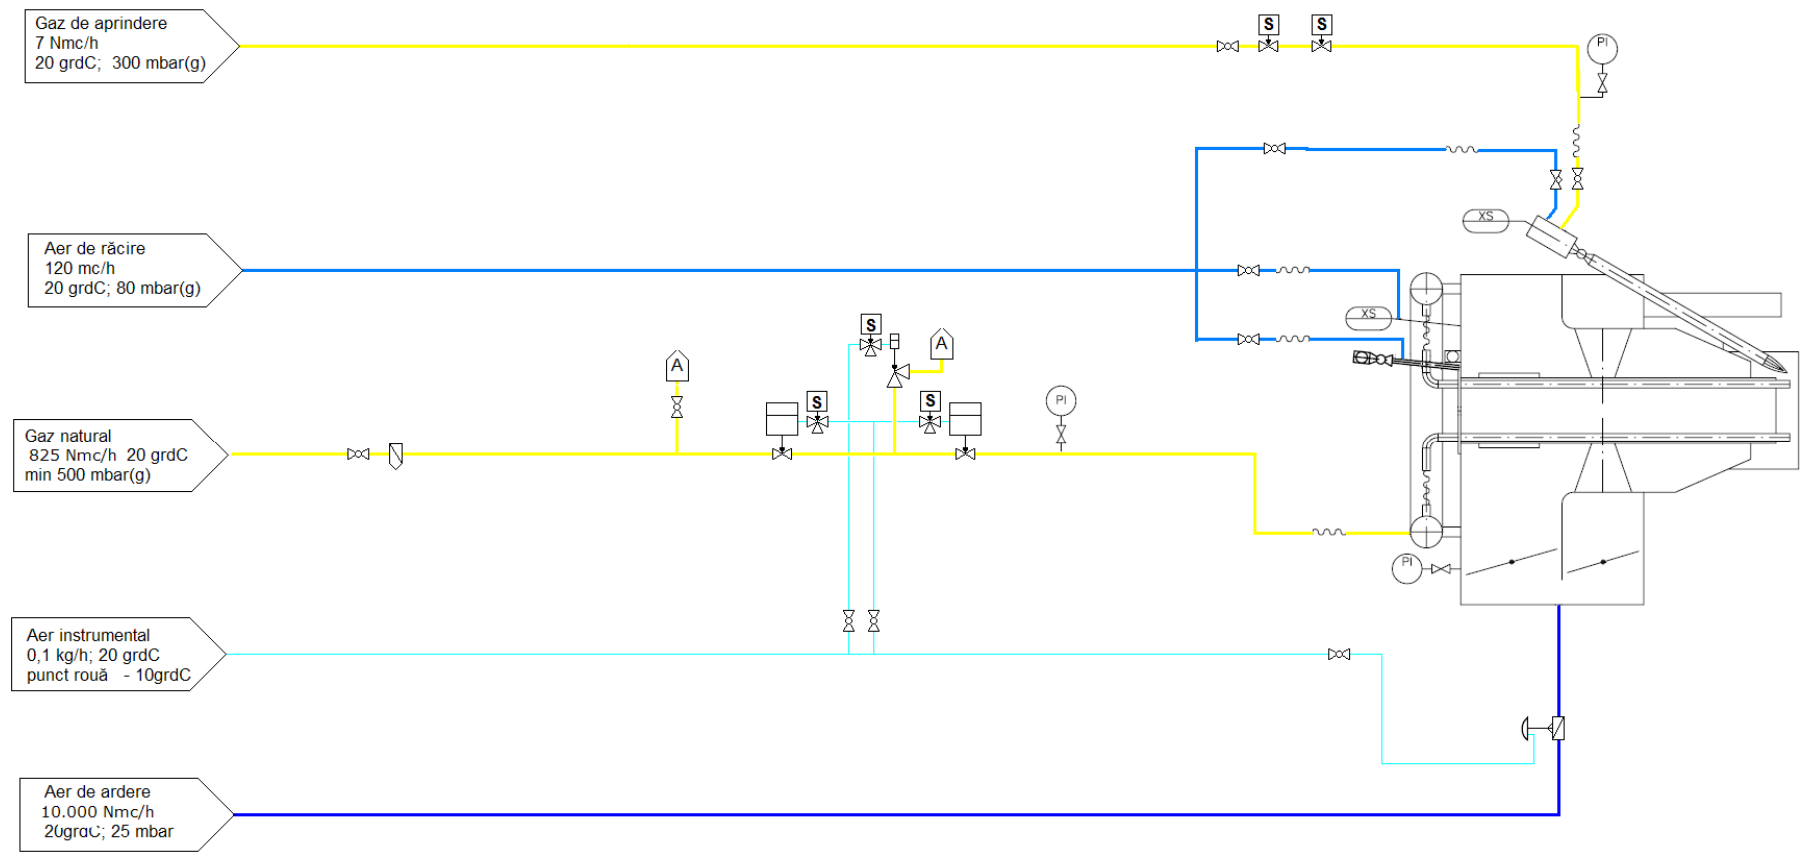 Gaz de aprindere
7 Nmc/h
20 grdC; 300 mbar(g)
S
S
PI
Aer de răcire
120 mc/h
20 grdC; 80 mbar(g)
XS
XS
S
A
A
S
S
PI
Gaz natural
825 Nmc/h 20 grdC
min 500 mbar(g)
PI
Aer instrumental
0,1 kg/h; 20 grdC
punct rouă - 10grdC
Aer de ardere
10.000 Nmc/h
20grdC; 25 mbar